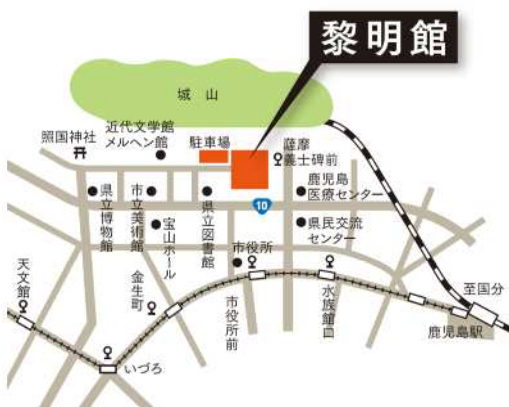 黎明館
城山
近代文学館
メルヘン館
駐車場
照国神社
薩摩
義士碑前
鹿児島
医療センター
県立博物館
市立美術館
宝山ホール
県立図書館
10
県民交流
センター
市役所
天文館
金生町
市役所前
水族館口
至国分
鹿児島駅
いづろ